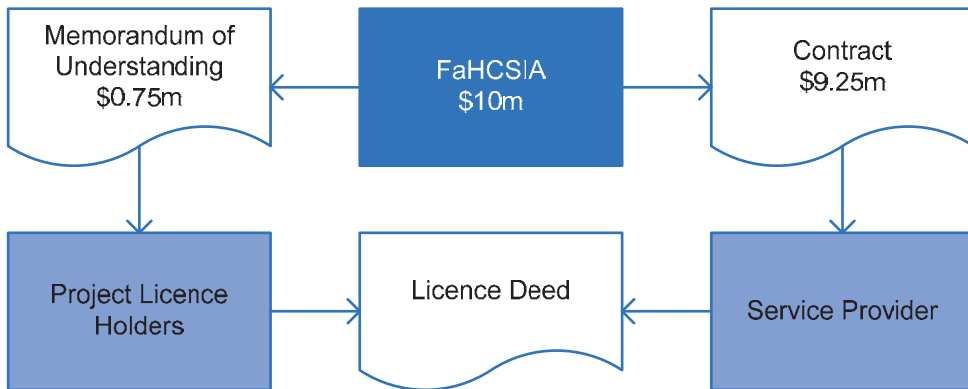 Memorandum of
Understanding
$0.75m
FaHCSIA
$10m
Contract
$9.25m
Project Licence
Holders
Licence Deed
Service Provider